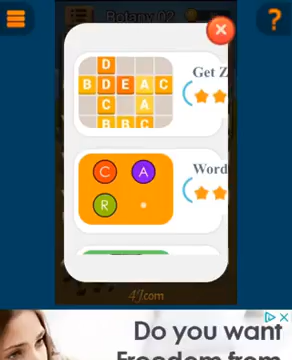 Botany 02
?
Get Z
D
B D E A C
C A
B B C
Word
C A
R
4J.com
Do you want
Freedom from